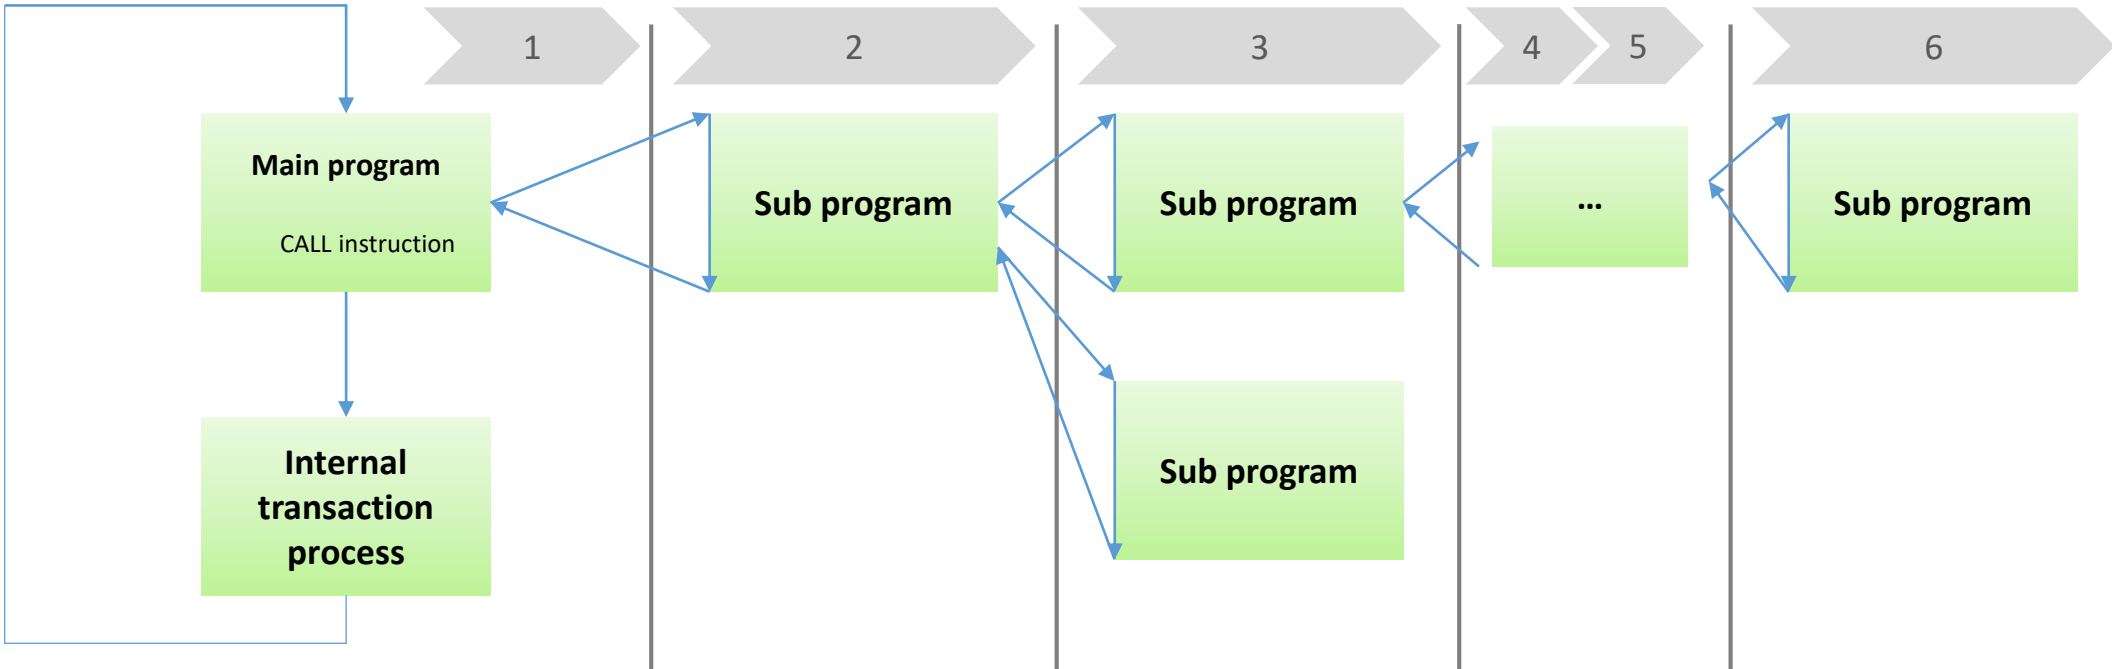 1
2
3
4
5
6
Main program
CALL instruction
Sub program
Sub program
...
Sub program
Internal
transaction
process
Sub program